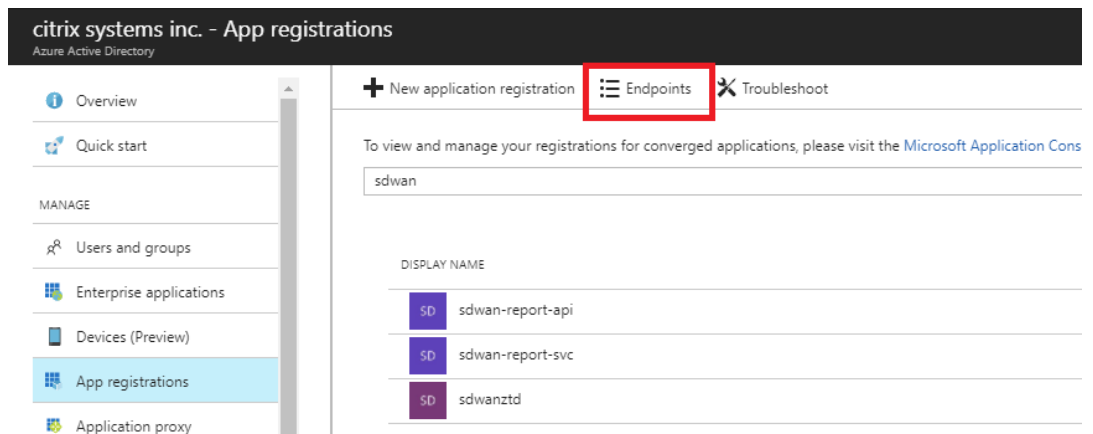 citrix systems inc. - App registrations
Azure Active Directory
Overview
Quick start
MANAGE
Users and groups
Enterprise applications
Devices (Preview)
App registrations
Application proxy
New application registration
Endpoints
Troubleshoot
To view and manage your registrations for converged applications, please visit the Microsoft Application Cons
sdwan
DISPLAY NAME
SD sdwan-report-api
SD sdwan-report-svc
SD sdwanztd